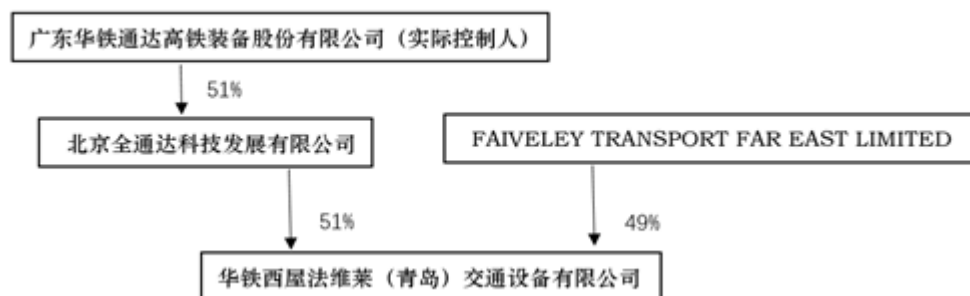 广东华铁通达高铁装备股份有限公司（实际控制人）
51%
北京全通达科技发展有限公司
FAIVELEY TRANSPORT FAR EAST LIMITED
51%
49%
华铁西屋法维莱（青岛）交通设备有限公司